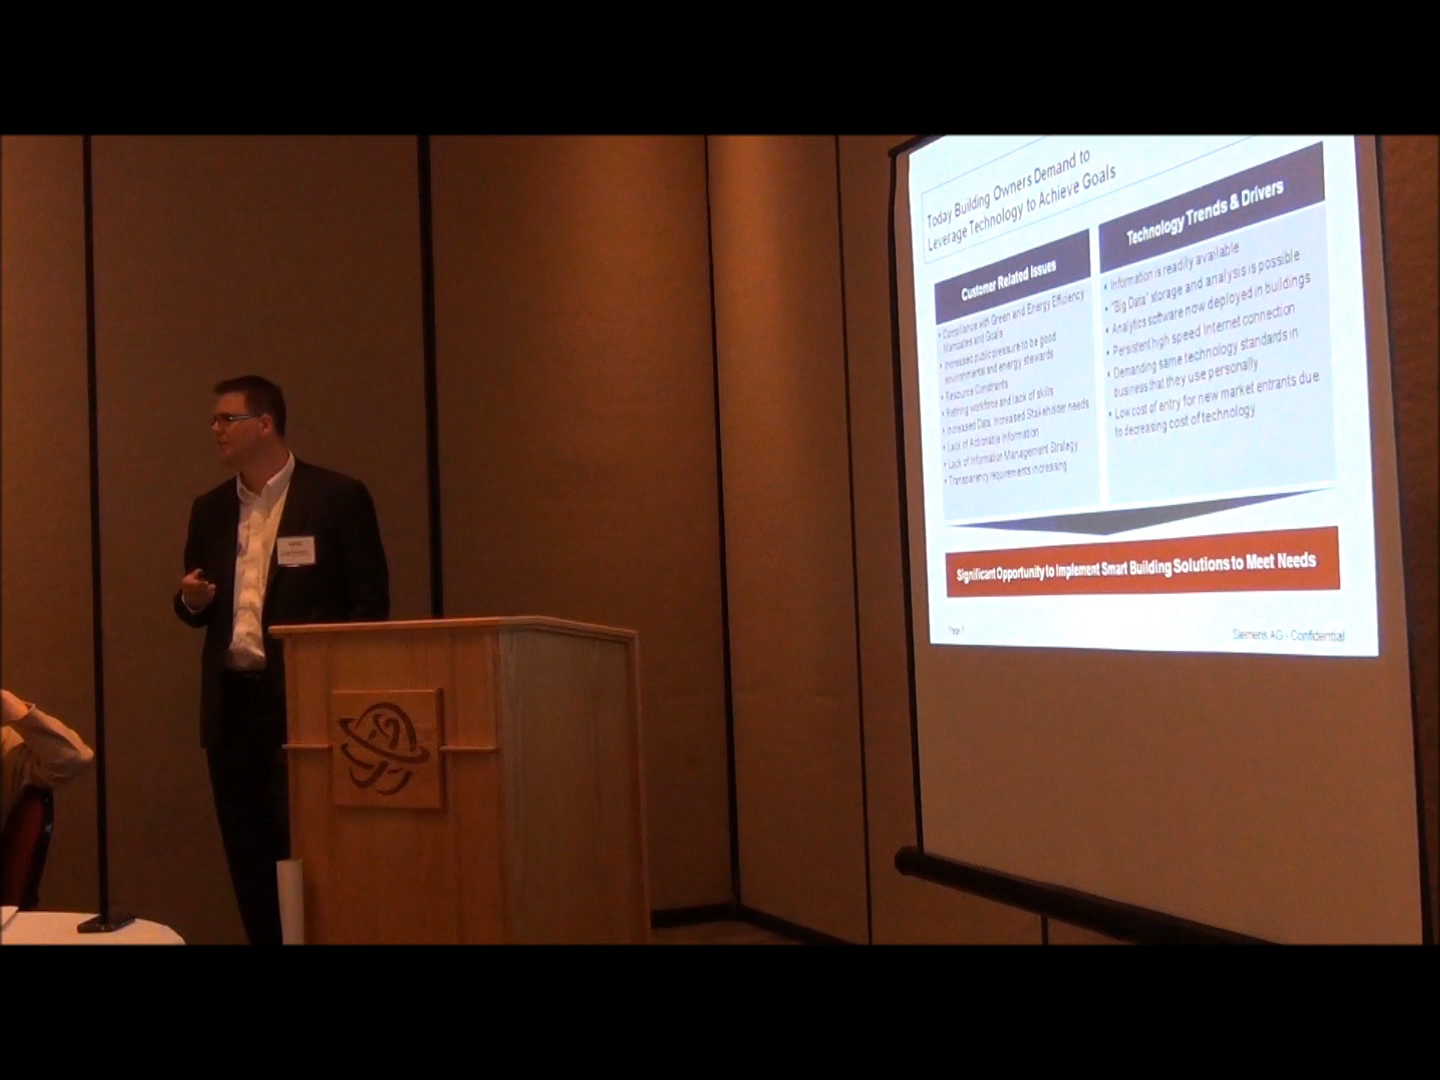 Today Building Owners Demand to
Leverage Technology to Achieve Goals
Customer Related Issues
• Compliance with Green and Energy Efficiency
Mandates and Goals
• Increased public pressure to be good
environmental and energy stewards
• Resource Constraints
• Retiring workforce and lack of skills
• Increased Data, Increased Stakeholder needs
• Lack of Actionable Information
• Lack of Information Management Strategy
• Transparency requirements increasing
Technology Trends & Drivers
• Information is readily available
• "Big Data" storage and analysis is possible
• Analytics software now deployed in buildings
• Persistent high speed Internet connection
• Demanding same technology standards in
business that they use personally
• Low cost of entry for new market entrants due
to decreasing cost of technology
Significant Opportunity to Implement Smart Building Solutions to Meet Needs
Page
Siemens AG - Confidential